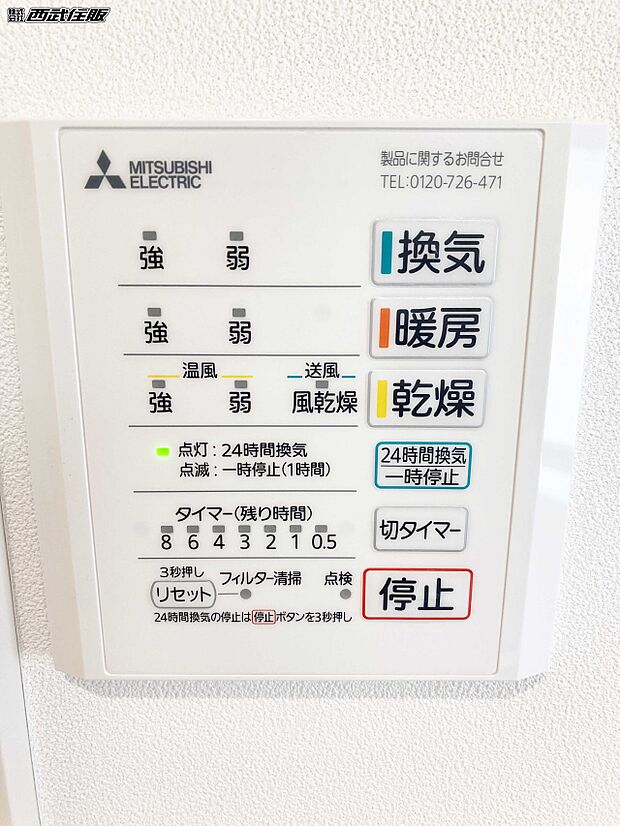 株式会社 西武住販
MITSUBISHI
ELECTRIC
製品に関するお問合せ
TEL:0120-726-471
強 弱 換気
強 弱 暖房
温風 送風
強 弱 風乾燥 乾燥
点灯:24時間換気
点滅:一時停止(1時間)
24時間換気
一時停止
タイマー(残り時間)
8 6 4 3 2 1 0.5
切タイマー
3秒押し
リセット フィルター清掃 点検
停止
24時間換気の停止は停止ボタンを3秒押し